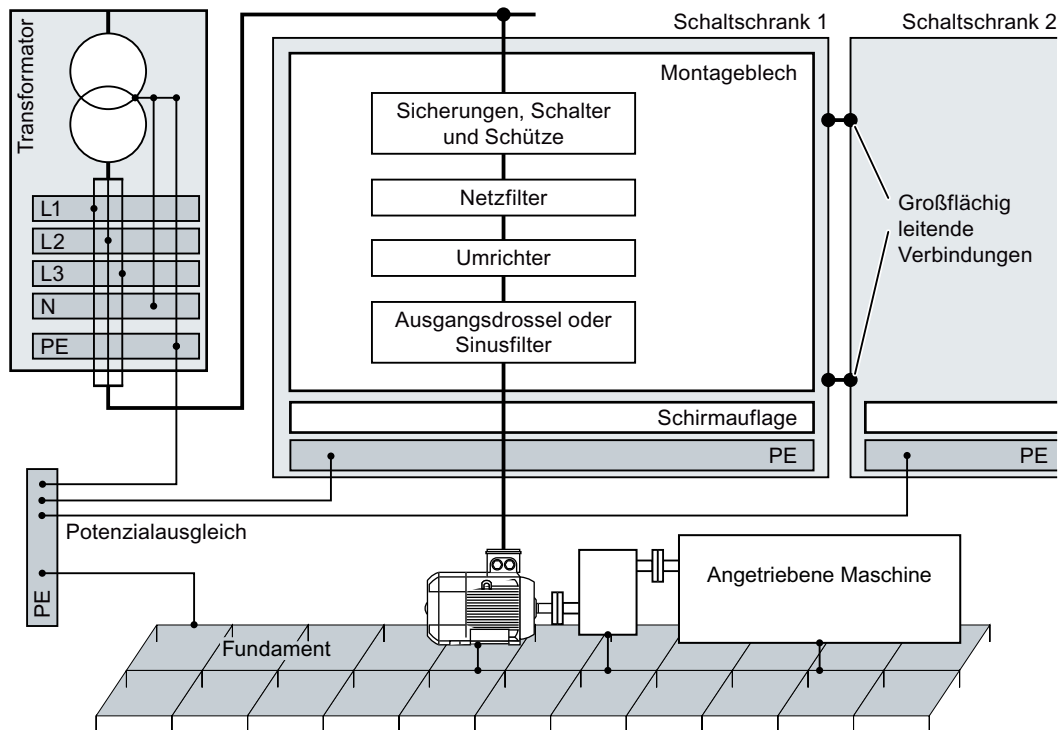 Transformator
L1
L2
L3
N
PE
Schaltschrank 1
Schaltschrank 2
Montageblech
Sicherungen, Schalter
und Schütze
Netzfilter
Umrichter
Ausgangsdrossel oder
Sinusfilter
Großflächig
leitende
Verbindungen
Schirmauflage
PE
PE
PE
Potenzialausgleich
Angetriebene Maschine
Fundament